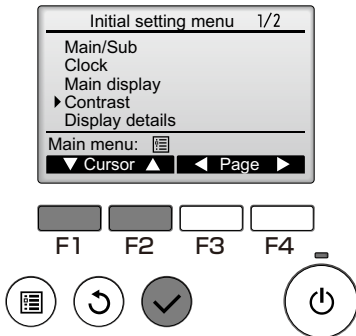 Initial setting menu 1/2
Main/Sub
Clock
Main display
Contrast
Display details
Main menu:
▼ Cursor ▲ ◀ Page ▶
F1 F2 F3 F4